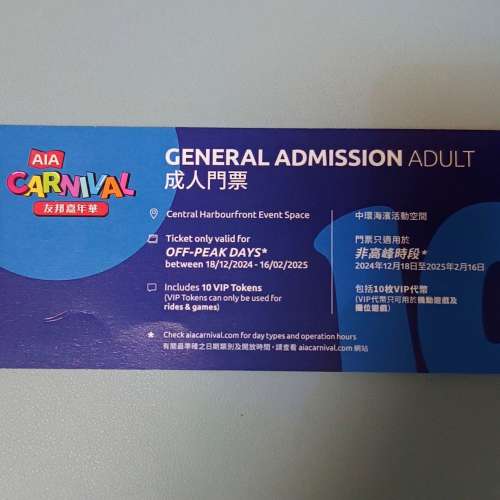 AIA
CARNIVAL
友邦嘉年華
GENERAL ADMISSION ADULT
成人門票
Central Harbourfront Event Space
Ticket only valid for
OFF-PEAK DAYS*
between 18/12/2024 - 16/02/2025
Includes 10 VIP Tokens
(VIP Tokens can only be used for
rides & games)
中環海濱活動空間
門票只適用於
非高峰時段*
2024年12月18日至2025年2月16日
包括10枚VIP代幣
(VIP代幣只可用於機動遊戲及
攤位遊戲)
* Check aiacarnival.com for day types and operation hours
有關最準確之日期類別及開放時間，請查看 aiacarnival.com 網站